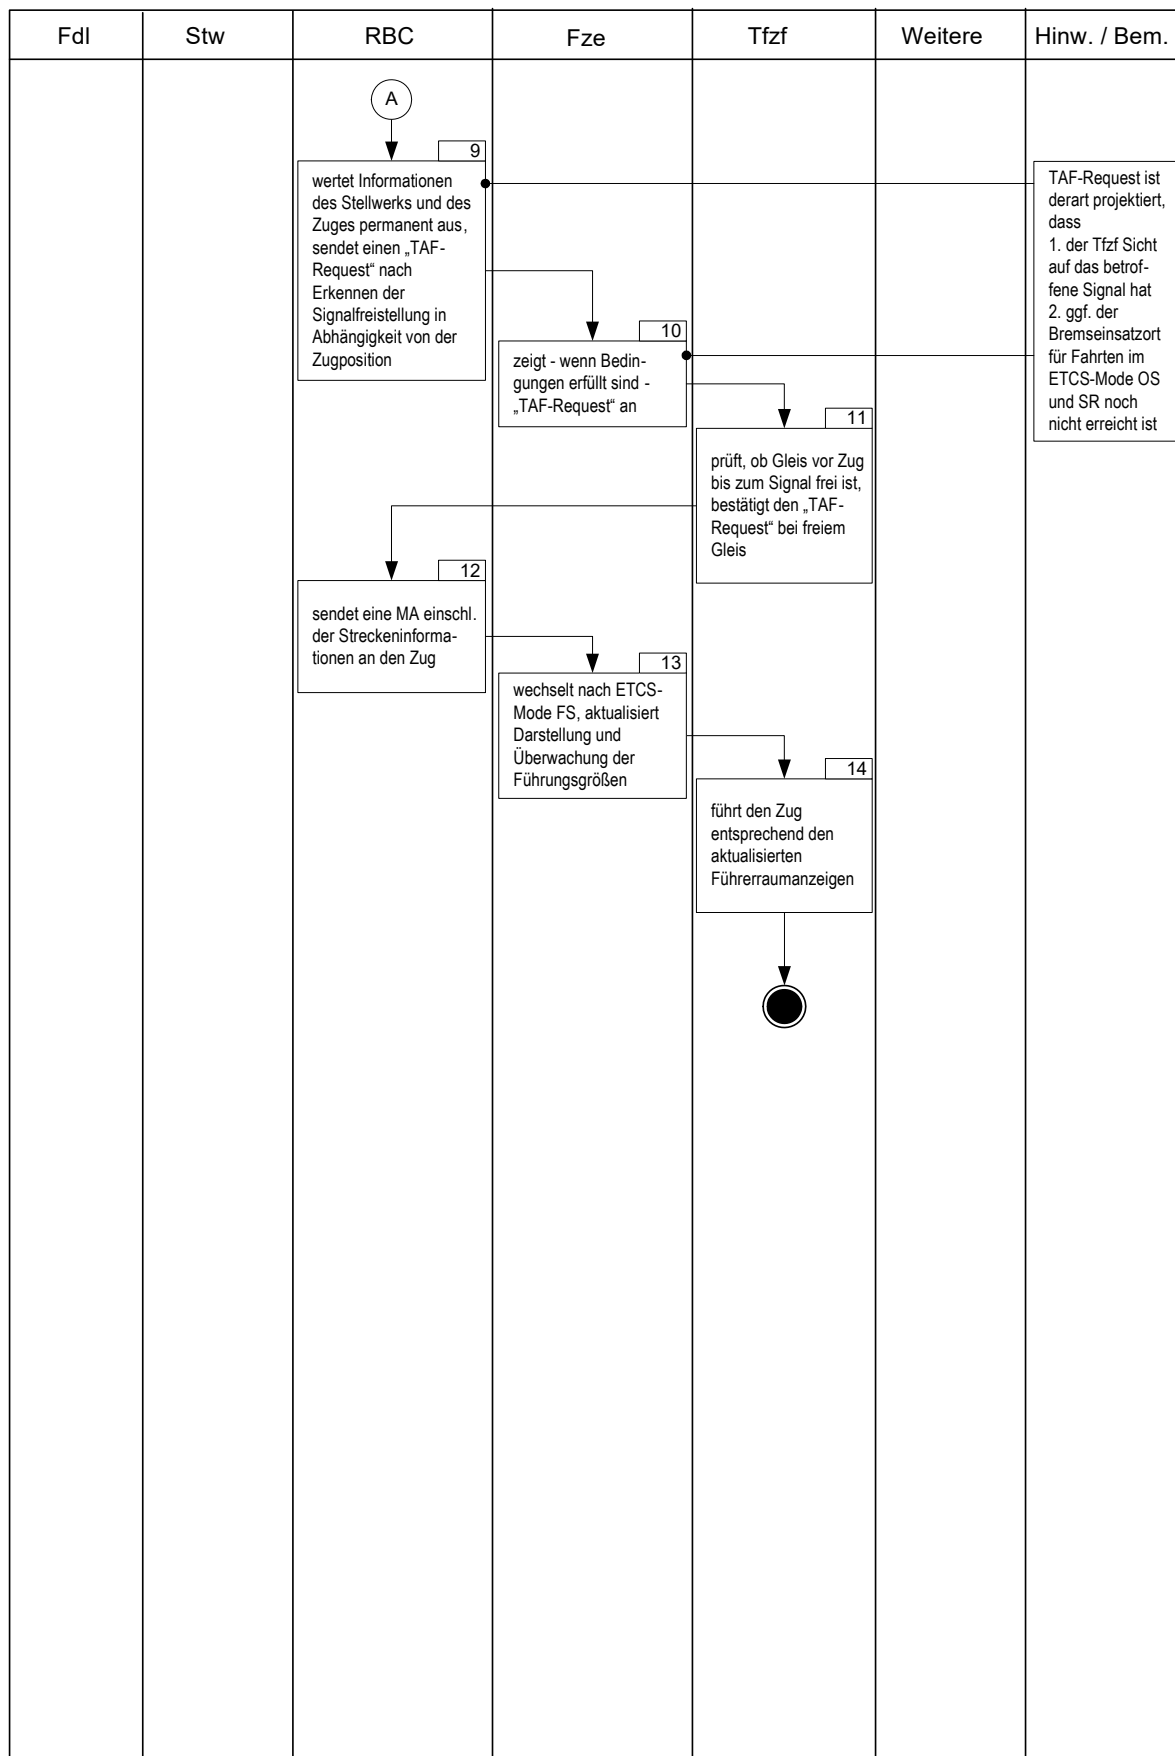 Fdl
Stw
RBC
Fze
Tfzf
Weitere
Hinw. / Bem.
A
9
wertet Informationen
des Stellwerks und des
Zuges permanent aus,
sendet einen „TAF-
Request“ nach
Erkennen der
Signalfreistellung in
Abhängigkeit von der
Zugposition
TAF-Request ist
derart projektiert,
dass
1. der Tfzf Sicht
auf das betrof-
fene Signal hat
2. ggf. der
Bremseinsatzort
für Fahrten im
ETCS-Mode OS
und SR noch
nicht erreicht ist
10
zeigt - wenn Bedin-
gungen erfüllt sind -
„TAF-Request“ an
11
prüft, ob Gleis vor Zug
bis zum Signal frei ist,
bestätigt den „TAF-
Request“ bei freiem
Gleis
12
sendet eine MA einschl.
der Streckeninforma-
tionen an den Zug
13
wechselt nach ETCS-
Mode FS, aktualisiert
Darstellung und
Überwachung der
Führungsgrößen
14
führt den Zug
entsprechend den
aktualisierten
Führerraumanzeigen